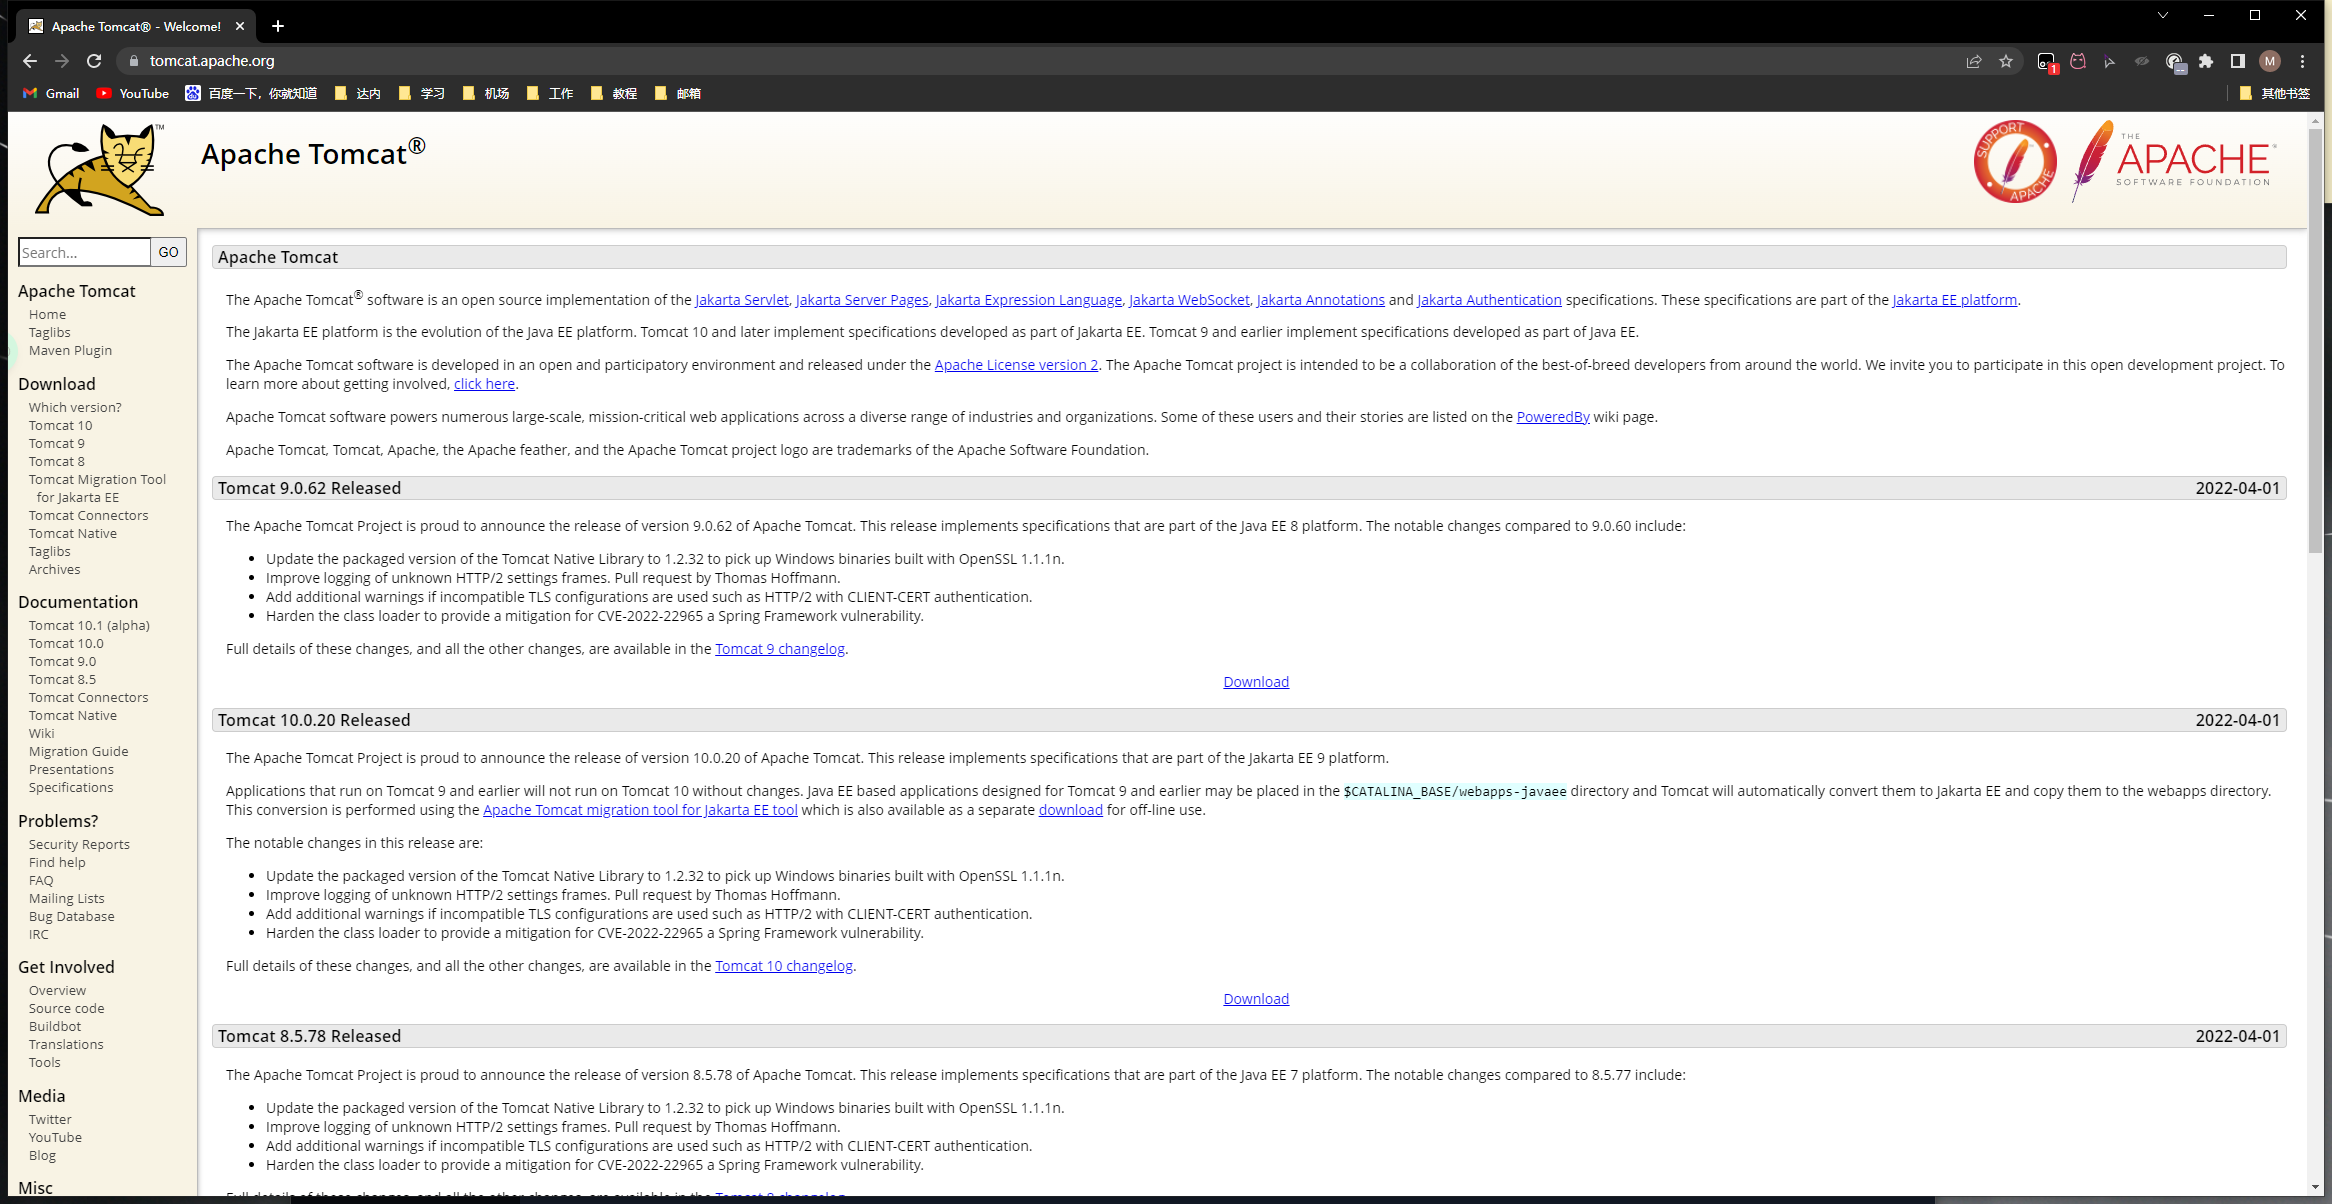 Apache Tomcat® - Welcome!
tomcat.apache.org
1
M
Gmail YouTube 百度一下，你就知道 达内 学习 机场 工作 教程 邮箱 其他书签
TM
Apache Tomcat®
SUPPORT APACHE
THE
APACHE®
SOFTWARE FOUNDATION
Search... GO
Apache Tomcat
Home
Taglibs
Maven Plugin
Download
Which version?
Tomcat 10
Tomcat 9
Tomcat 8
Tomcat Migration Tool
for Jakarta EE
Tomcat Connectors
Tomcat Native
Taglibs
Archives
Documentation
Tomcat 10.1 (alpha)
Tomcat 10.0
Tomcat 9.0
Tomcat 8.5
Tomcat Connectors
Tomcat Native
Wiki
Migration Guide
Presentations
Specifications
Problems?
Security Reports
Find help
FAQ
Mailing Lists
Bug Database
IRC
Get Involved
Overview
Source code
Buildbot
Translations
Tools
Media
Twitter
YouTube
Blog
Misc
Apache Tomcat
The Apache Tomcat® software is an open source implementation of the Jakarta Servlet, Jakarta Server Pages, Jakarta Expression Language, Jakarta WebSocket, Jakarta Annotations and Jakarta Authentication specifications. These specifications are part of the Jakarta EE platform.
The Jakarta EE platform is the evolution of the Java EE platform. Tomcat 10 and later implement specifications developed as part of Jakarta EE. Tomcat 9 and earlier implement specifications developed as part of Java EE.
The Apache Tomcat software is developed in an open and participatory environment and released under the Apache License version 2. The Apache Tomcat project is intended to be a collaboration of the best-of-breed developers from around the world. We invite you to participate in this open development project. To
learn more about getting involved, click here.
Apache Tomcat software powers numerous large-scale, mission-critical web applications across a diverse range of industries and organizations. Some of these users and their stories are listed on the PoweredBy wiki page.
Apache Tomcat, Tomcat, Apache, the Apache feather, and the Apache Tomcat project logo are trademarks of the Apache Software Foundation.
Tomcat 9.0.62 Released 2022-04-01
The Apache Tomcat Project is proud to announce the release of version 9.0.62 of Apache Tomcat. This release implements specifications that are part of the Java EE 8 platform. The notable changes compared to 9.0.60 include:
• Update the packaged version of the Tomcat Native Library to 1.2.32 to pick up Windows binaries built with OpenSSL 1.1.1n.
• Improve logging of unknown HTTP/2 settings frames. Pull request by Thomas Hoffmann.
• Add additional warnings if incompatible TLS configurations are used such as HTTP/2 with CLIENT-CERT authentication.
• Harden the class loader to provide a mitigation for CVE-2022-22965 a Spring Framework vulnerability.
Full details of these changes, and all the other changes, are available in the Tomcat 9 changelog.
Download
Tomcat 10.0.20 Released 2022-04-01
The Apache Tomcat Project is proud to announce the release of version 10.0.20 of Apache Tomcat. This release implements specifications that are part of the Jakarta EE 9 platform.
Applications that run on Tomcat 9 and earlier will not run on Tomcat 10 without changes. Java EE based applications designed for Tomcat 9 and earlier may be placed in the $CATALINA_BASE/webapps-javaee directory and Tomcat will automatically convert them to Jakarta EE and copy them to the webapps directory.
This conversion is performed using the Apache Tomcat migration tool for Jakarta EE tool which is also available as a separate download for off-line use.
The notable changes in this release are:
• Update the packaged version of the Tomcat Native Library to 1.2.32 to pick up Windows binaries built with OpenSSL 1.1.1n.
• Improve logging of unknown HTTP/2 settings frames. Pull request by Thomas Hoffmann.
• Add additional warnings if incompatible TLS configurations are used such as HTTP/2 with CLIENT-CERT authentication.
• Harden the class loader to provide a mitigation for CVE-2022-22965 a Spring Framework vulnerability.
Full details of these changes, and all the other changes, are available in the Tomcat 10 changelog.
Download
Tomcat 8.5.78 Released 2022-04-01
The Apache Tomcat Project is proud to announce the release of version 8.5.78 of Apache Tomcat. This release implements specifications that are part of the Java EE 7 platform. The notable changes compared to 8.5.77 include:
• Update the packaged version of the Tomcat Native Library to 1.2.32 to pick up Windows binaries built with OpenSSL 1.1.1n.
• Improve logging of unknown HTTP/2 settings frames. Pull request by Thomas Hoffmann.
• Add additional warnings if incompatible TLS configurations are used such as HTTP/2 with CLIENT-CERT authentication.
• Harden the class loader to provide a mitigation for CVE-2022-22965 a Spring Framework vulnerability.